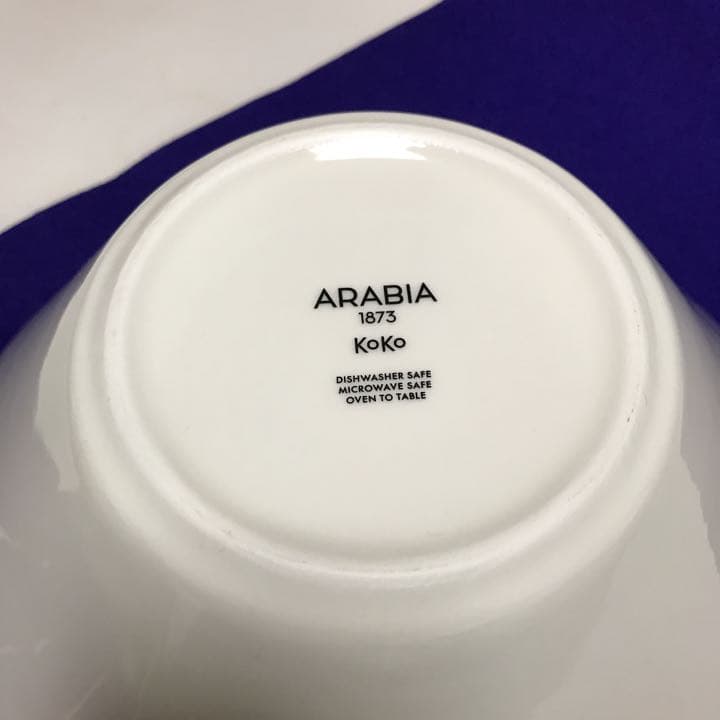 ARABIA
1873
KoKo
DISHWASHER SAFE
MICROWAVE SAFE
OVEN TO TABLE